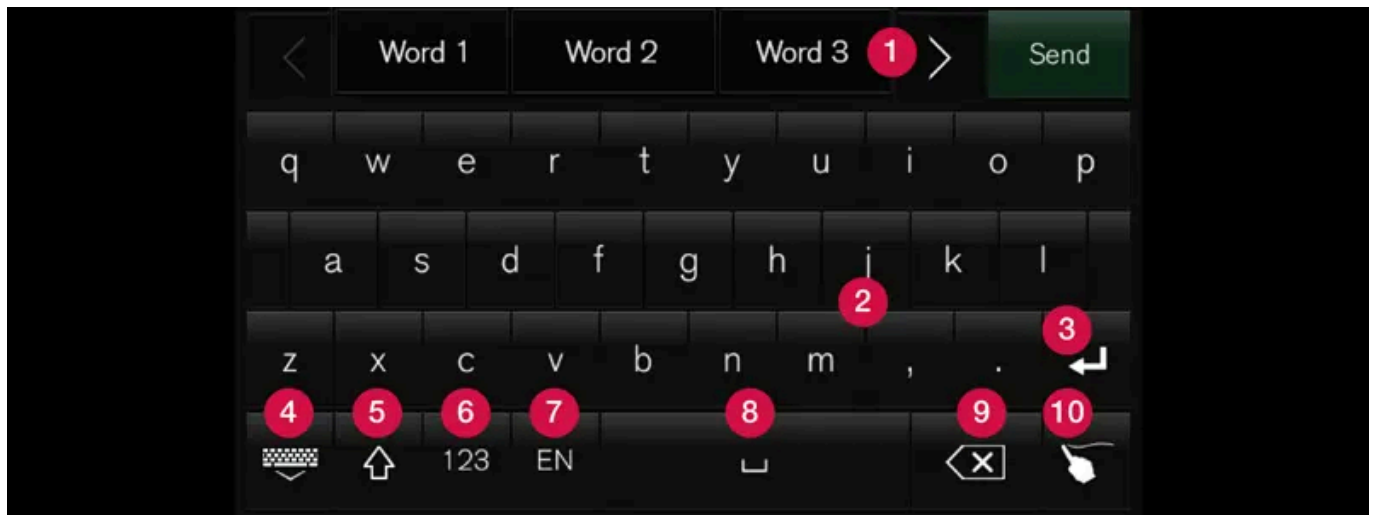 Word 1 Word 2 Word 3 1 Send
q w e r t y u i o p
a s d f g h j k l
2
3
z x c v b n m , .
4 5 6 7 8 9 10
123 EN